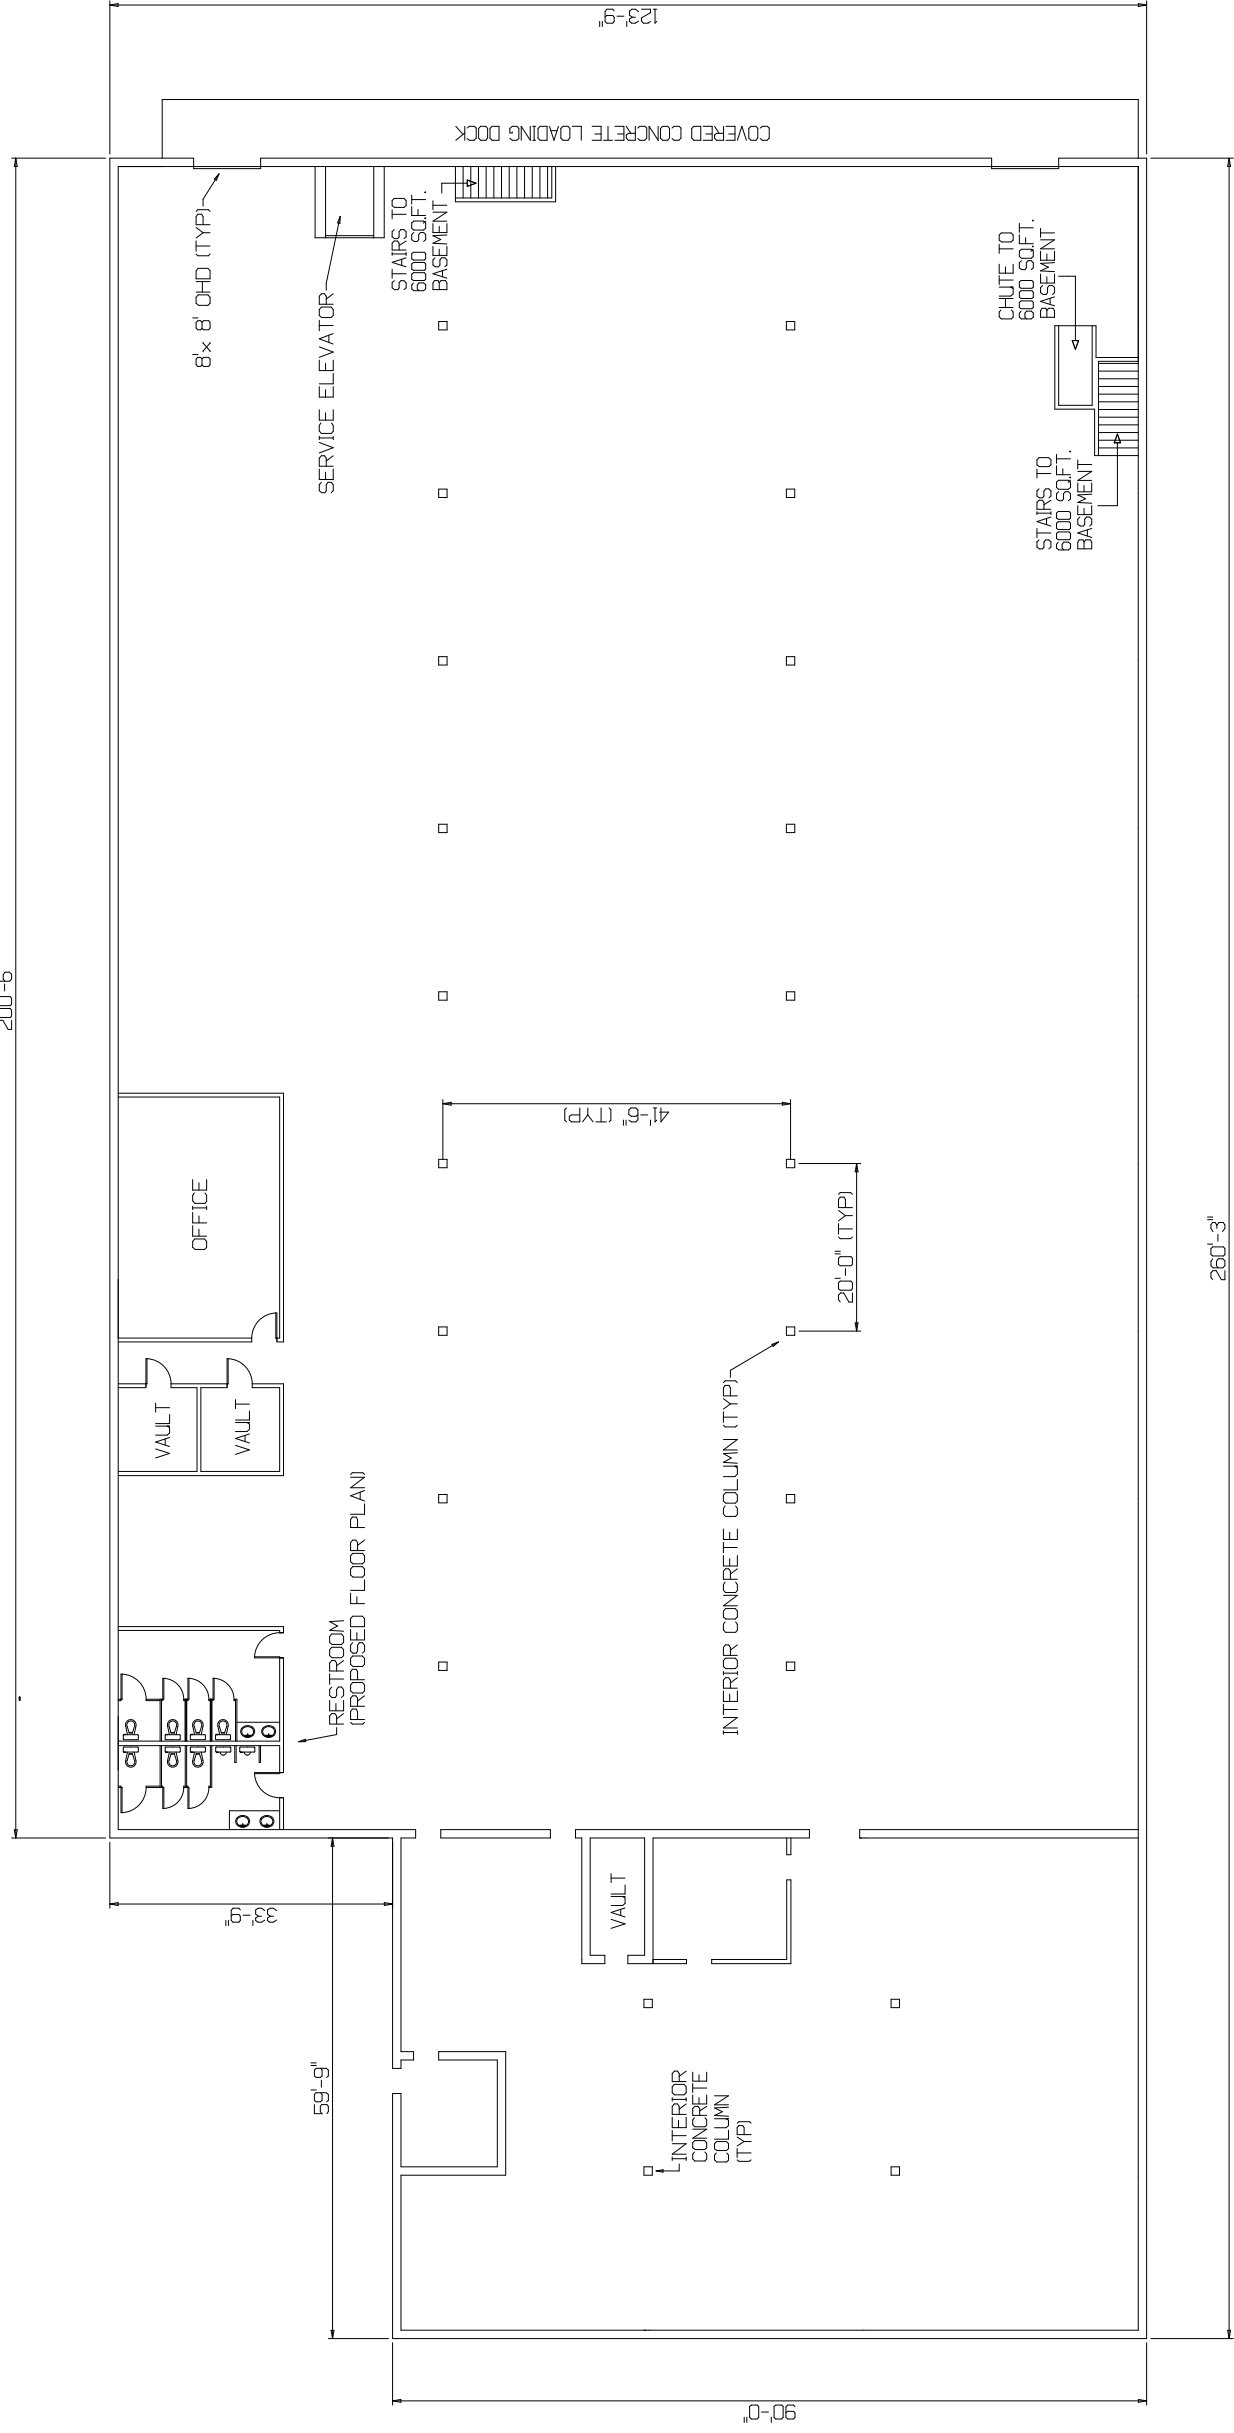 123'-9"
COVERED CONCRETE LOADING DOCK
8'x 8' OHD (TYP)
SERVICE ELEVATOR
STAIRS TO
6000 SQ.FT.
BASEMENT
CHUTE TO
6000 SQ.FT.
BASEMENT
STAIRS TO
6000 SQ.FT.
BASEMENT
200'-6
41'-6" (TYP)
20'-0" (TYP)
260'-3"
OFFICE
VAULT
VAULT
INTERIOR CONCRETE COLUMN (TYP)
RESTROOM
(PROPOSED FLOOR PLAN)
33'-9"
VAULT
59'-9"
INTERIOR
CONCRETE
COLUMN
(TYP)
90'-0"